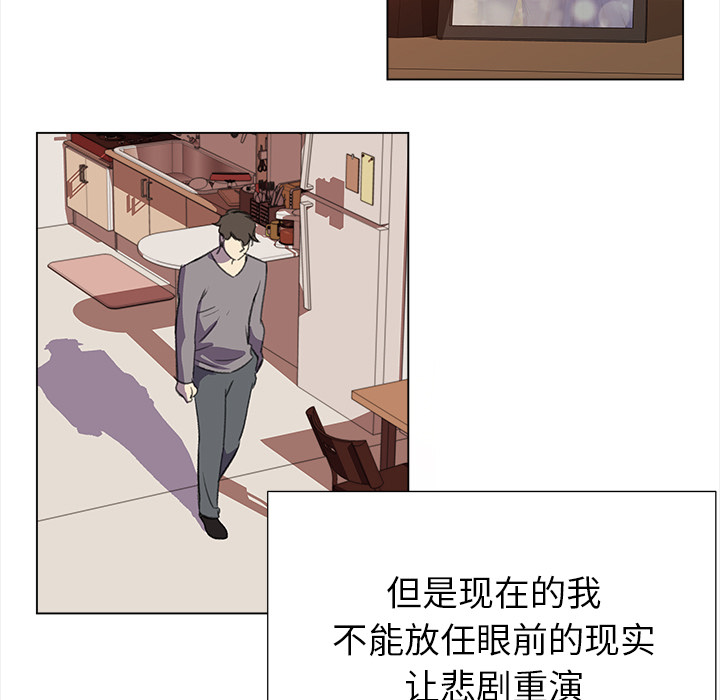 但是现在的我
不能放任眼前的现实
让悲剧重演